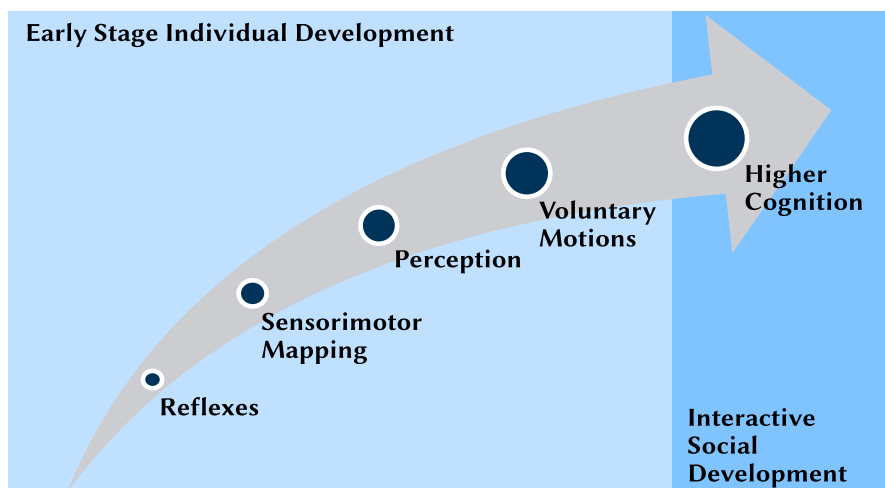 Early Stage Individual Development
Higher
Cognition
Voluntary
Motions
Perception
Sensorimotor
Mapping
Reflexes
Interactive
Social
Development